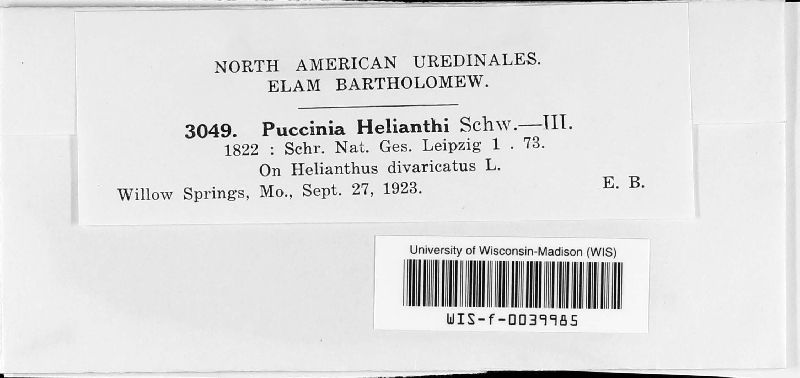 NORTH AMERICAN UREDINALES.
ELAM BARTHOLOMEW.
3049. Puccinia Helianthi Schw.—III.
1822 : Schr. Nat. Ges. Leipzig 1 . 73.
On Helianthus divaricatus L.
Willow Springs, Mo., Sept. 27, 1923. E. B.
University of Wisconsin-Madison (WIS)
WIS-f-0039985